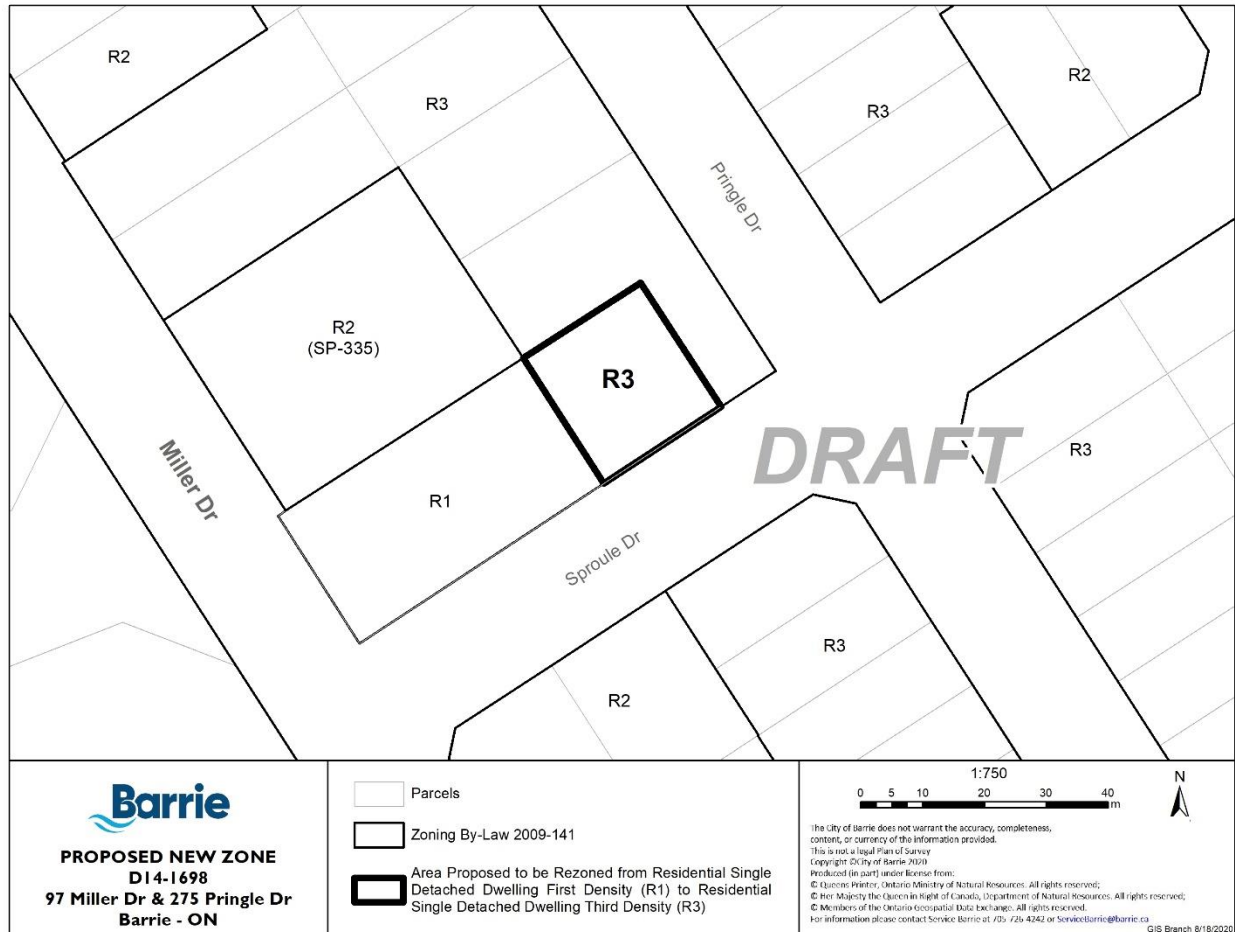 R2
R3
R3
R2
Pringle Dr
R2
(SP-335)
R3
DRAFT
R3
Miller Dr
R1
Sproule Dr
R3
R2
Barrie
PROPOSED NEW ZONE
D14-1698
97 Miller Dr & 275 Pringle Dr
Barrie - ON
Parcels
Zoning By-Law 2009-141
Area Proposed to be Rezoned from Residential Single
Detached Dwelling First Density (R1) to Residential
Single Detached Dwelling Third Density (R3)
1:750
0 5 10 20 30 40
m
N
The City of Barrie does not warrant the accuracy, completeness,
content, or currency of the information provided.
This is not a legal Plan of Survey
Copyright ©City of Barrie 2020
Produced (in part) under license from:
© Queens Printer, Ontario Ministry of Natural Resources. All rights reserved;
© Her Majesty the Queen in Right of Canada, Department of Natural Resources. All rights reserved;
© Members of the Ontario Geospatial Data Exchange. All rights reserved.
For information please contact Service Barrie at 705 726 4242 or ServiceBarrie@barrie.ca
GIS Branch 8/18/2020